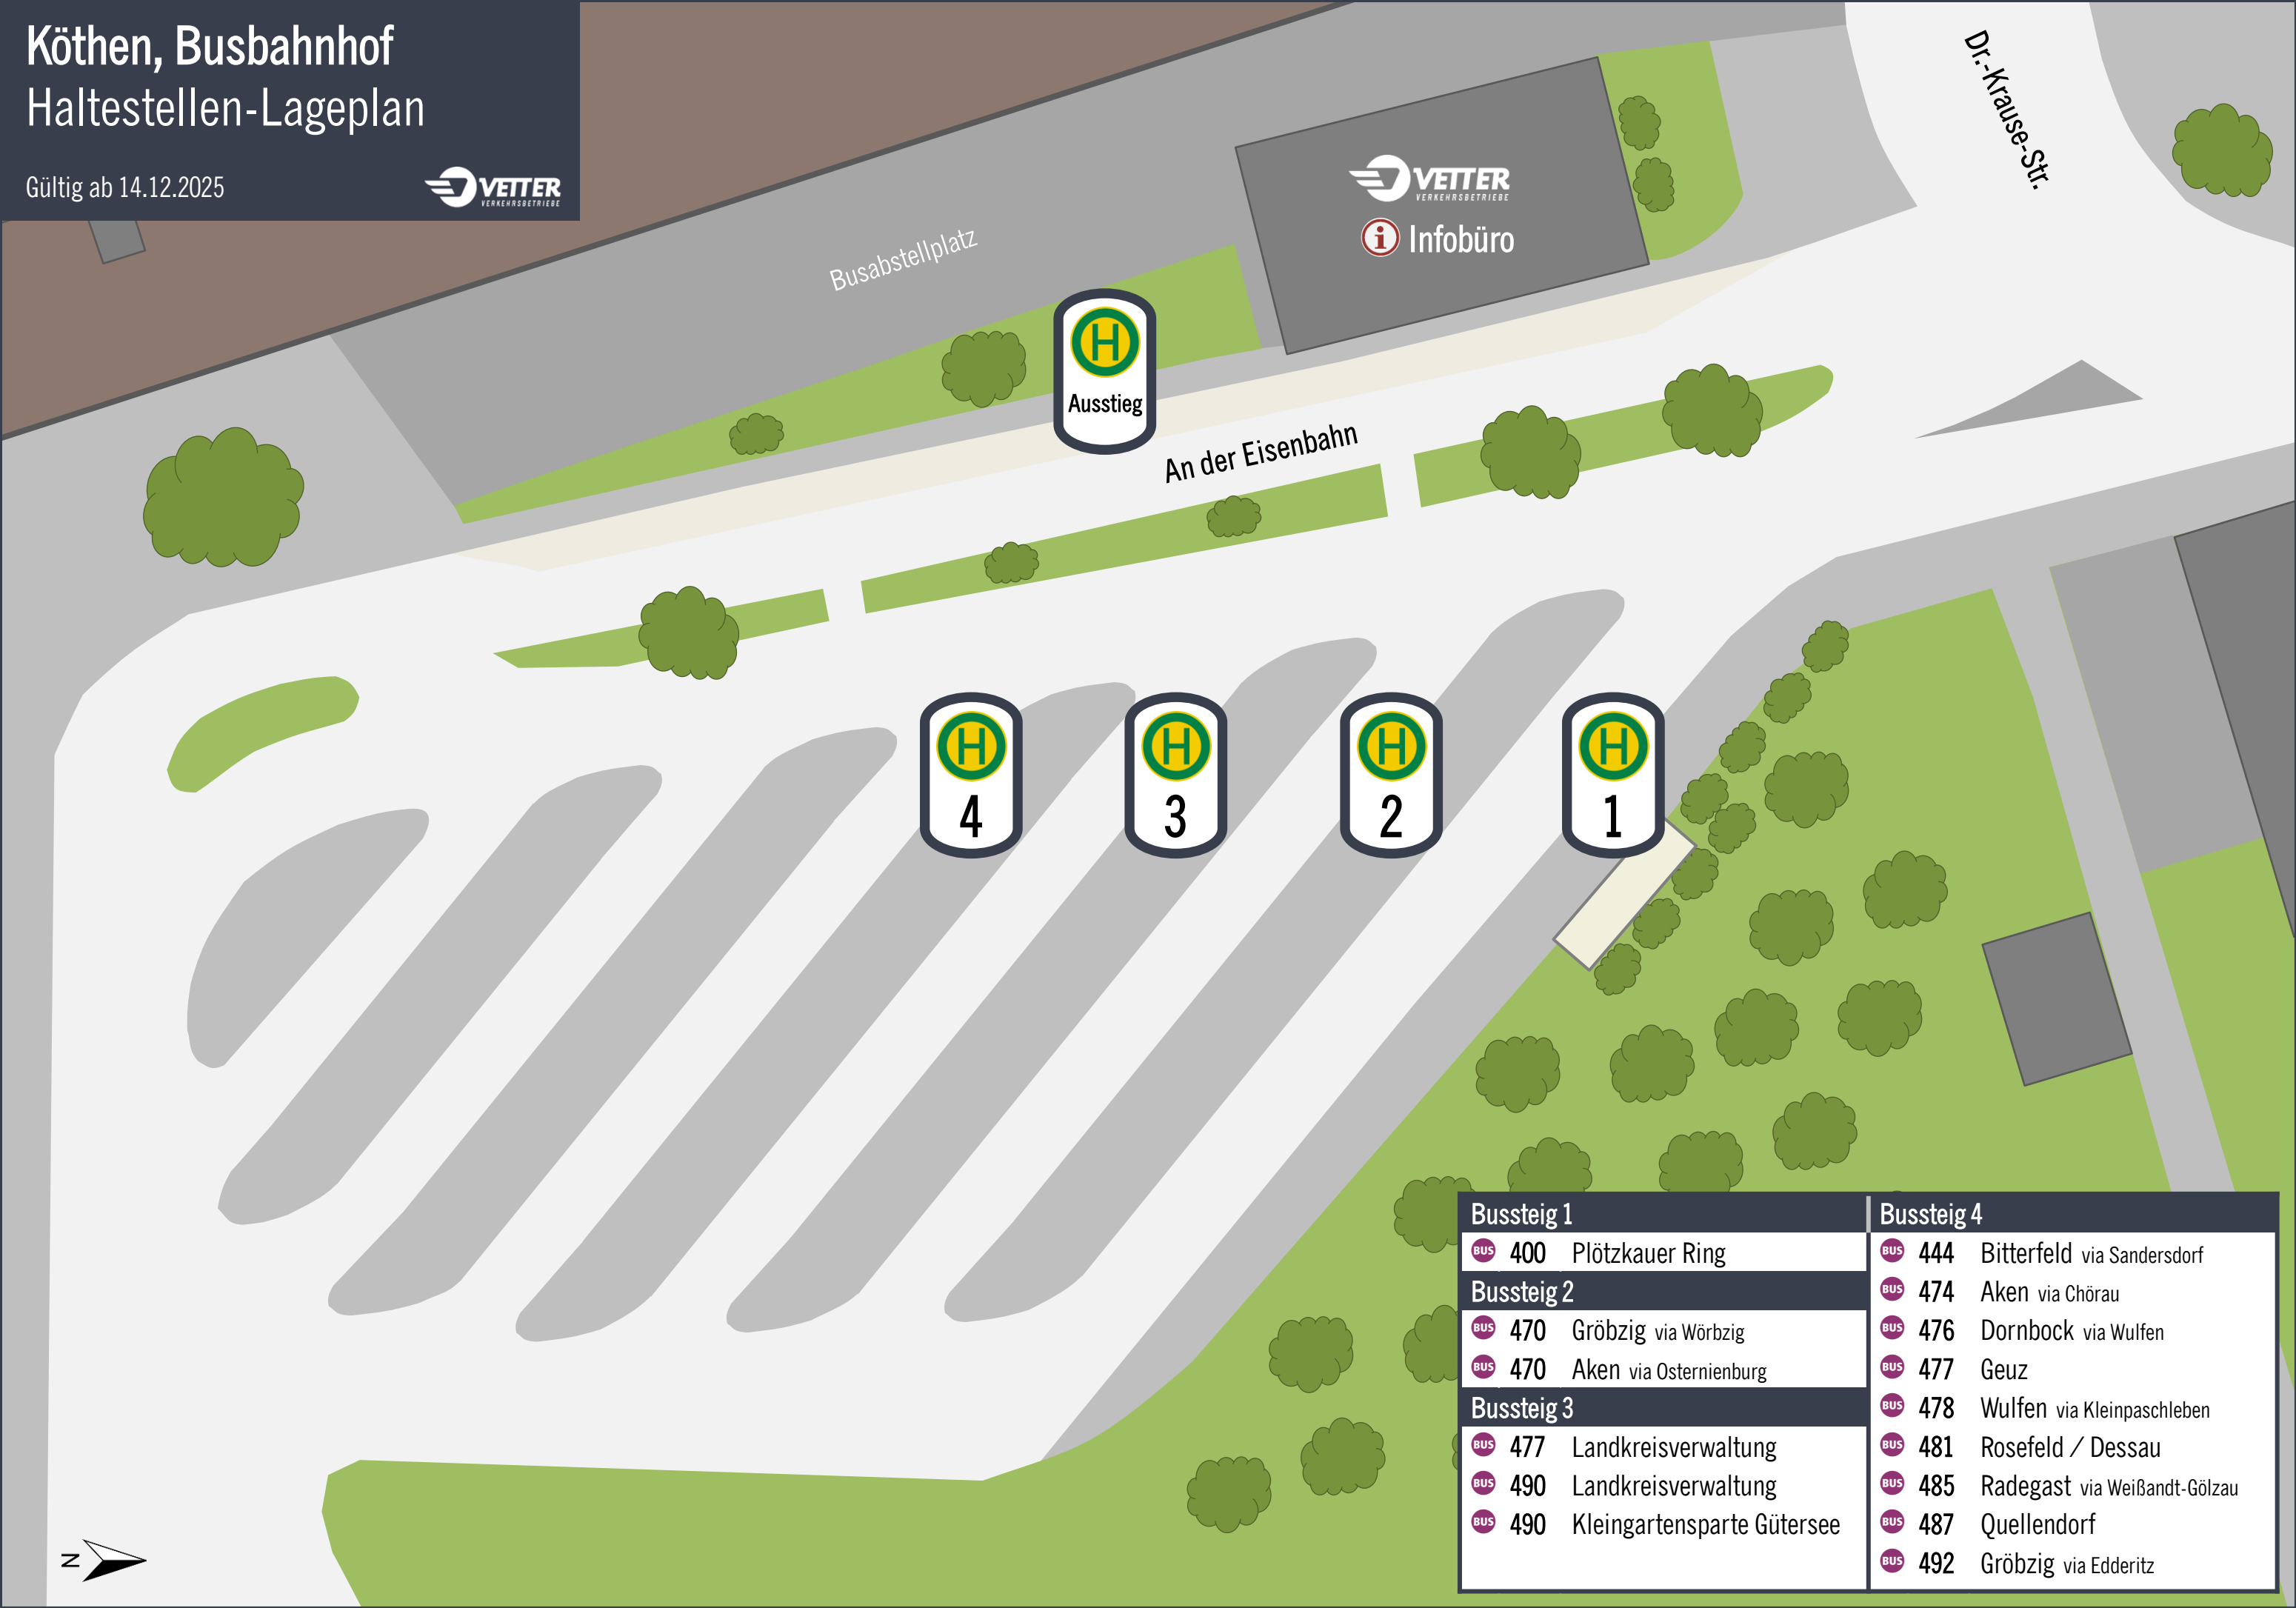 Köthen, Busbahnhof
Haltestellen-Lageplan
Gültig ab 14.12.2025
VETTER
VERKEHRSBETRIEBE
Dr.-Krause-Str.
VETTER
VERKEHRSBETRIEBE
i Infobüro
Busabstellplatz
H
Ausstieg
An der Eisenbahn
H
4
H
3
H
2
H
1
N
Bussteig 1
BUS 400 Plötzkauer Ring
Bussteig 2
BUS 470 Gröbzig via Wörbzig
BUS 470 Aken via Osternienburg
Bussteig 3
BUS 477 Landkreisverwaltung
BUS 490 Landkreisverwaltung
BUS 490 Kleingartensparte Gütersee
Bussteig 4
BUS 444 Bitterfeld via Sandersdorf
BUS 474 Aken via Chörau
BUS 476 Dornbock via Wulfen
BUS 477 Geuz
BUS 478 Wulfen via Kleinpaschleben
BUS 481 Rosefeld / Dessau
BUS 485 Radegast via Weißandt-Gölzau
BUS 487 Quellendorf
BUS 492 Gröbzig via Edderitz